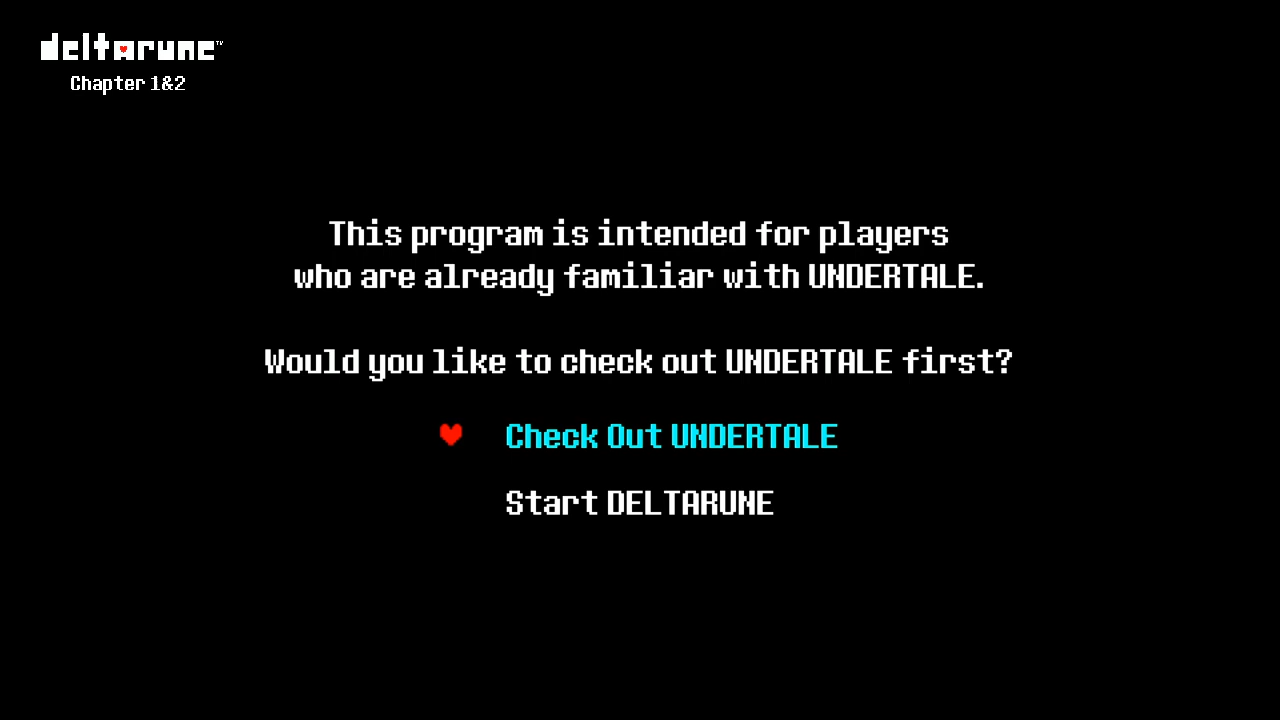 deltarune™
Chapter 1&2
This program is intended for players
who are already familiar with UNDERTALE.
Would you like to check out UNDERTALE first?
Check Out UNDERTALE
Start DELTARUNE